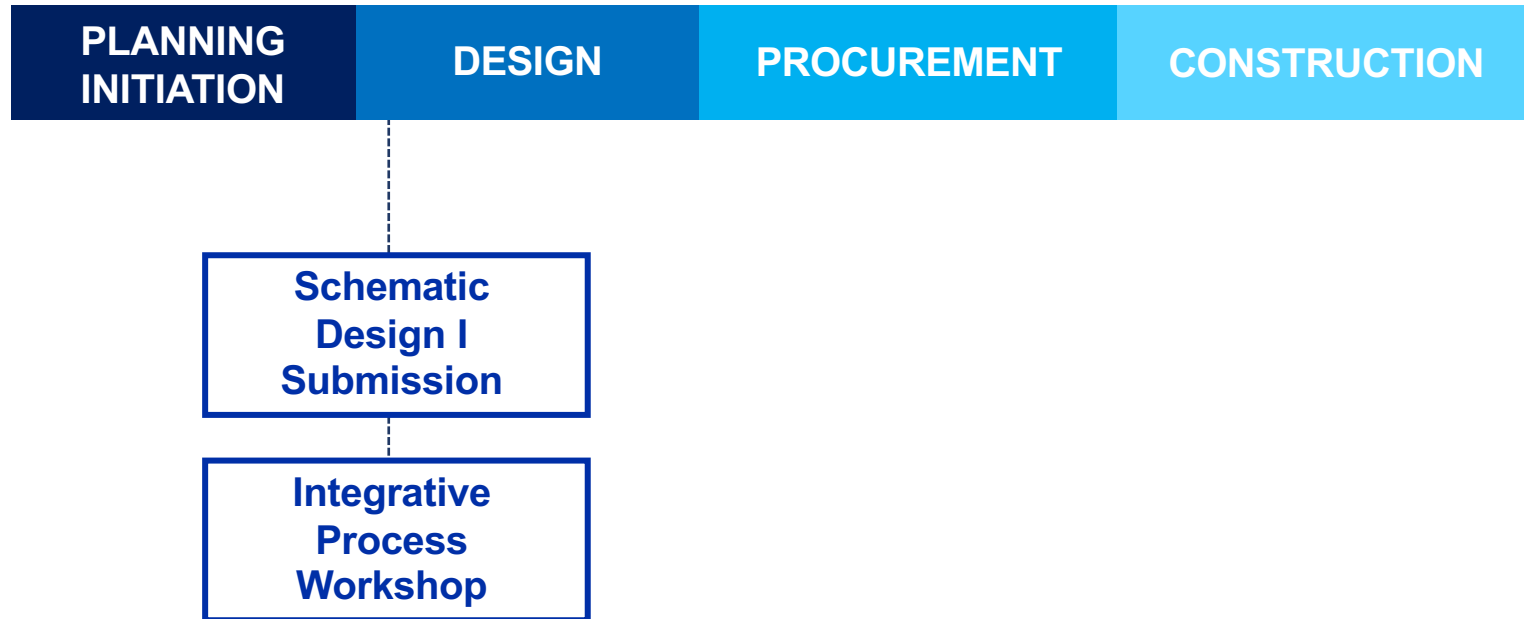 PLANNING
INITIATION
DESIGN
PROCUREMENT
CONSTRUCTION
Schematic
Design I
Submission
Integrative
Process
Workshop